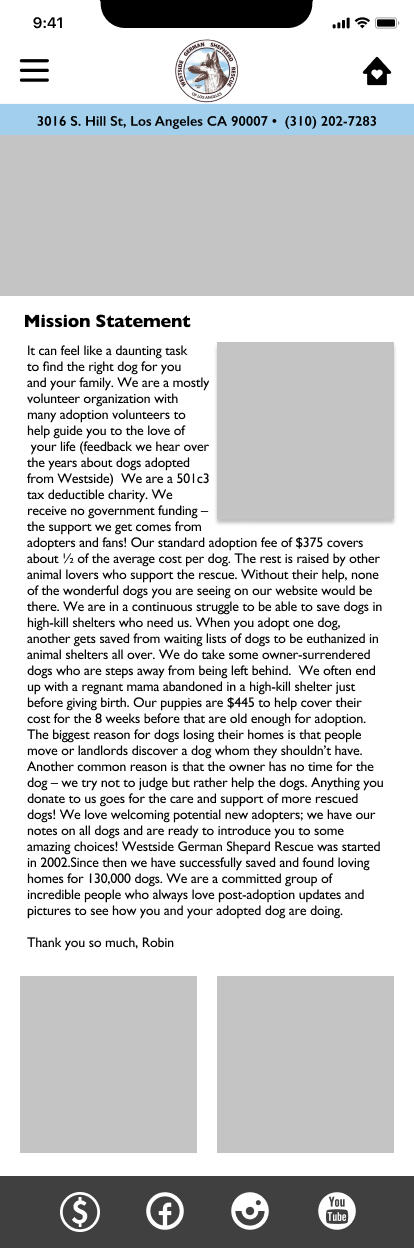 9:41
WESTSIDE GERMAN SHEPHERD RESCUE
OF LOS ANGELES
3016 S. Hill St, Los Angeles CA 90007 • (310) 202-7283
Mission Statement
It can feel like a daunting task
to find the right dog for you
and your family. We are a mostly
volunteer organization with
many adoption volunteers to
help guide you to the love of
your life (feedback we hear over
the years about dogs adopted
from Westside)  We are a 501c3
tax deductible charity. We
receive no government funding –
the support we get comes from
adopters and fans! Our standard adoption fee of $375 covers
about ½ of the average cost per dog. The rest is raised by other
animal lovers who support the rescue. Without their help, none
of the wonderful dogs you are seeing on our website would be
there. We are in a continuous struggle to be able to save dogs in
high-kill shelters who need us. When you adopt one dog,
another gets saved from waiting lists of dogs to be euthanized in
animal shelters all over. We do take some owner-surrendered
dogs who are steps away from being left behind.  We often end
up with a regnant mama abandoned in a high-kill shelter just
before giving birth. Our puppies are $445 to help cover their
cost for the 8 weeks before that are old enough for adoption.
The biggest reason for dogs losing their homes is that people
move or landlords discover a dog whom they shouldn't have.
Another common reason is that the owner has no time for the
dog – we try not to judge but rather help the dogs. Anything you
donate to us goes for the care and support of more rescued
dogs! We love welcoming potential new adopters; we have our
notes on all dogs and are ready to introduce you to some
amazing choices! Westside German Shepard Rescue was started
in 2002.Since then we have successfully saved and found loving
homes for 130,000 dogs. We are a committed group of
incredible people who always love post-adoption updates and
pictures to see how you and your adopted dog are doing.
Thank you so much, Robin
$
f
You
Tube